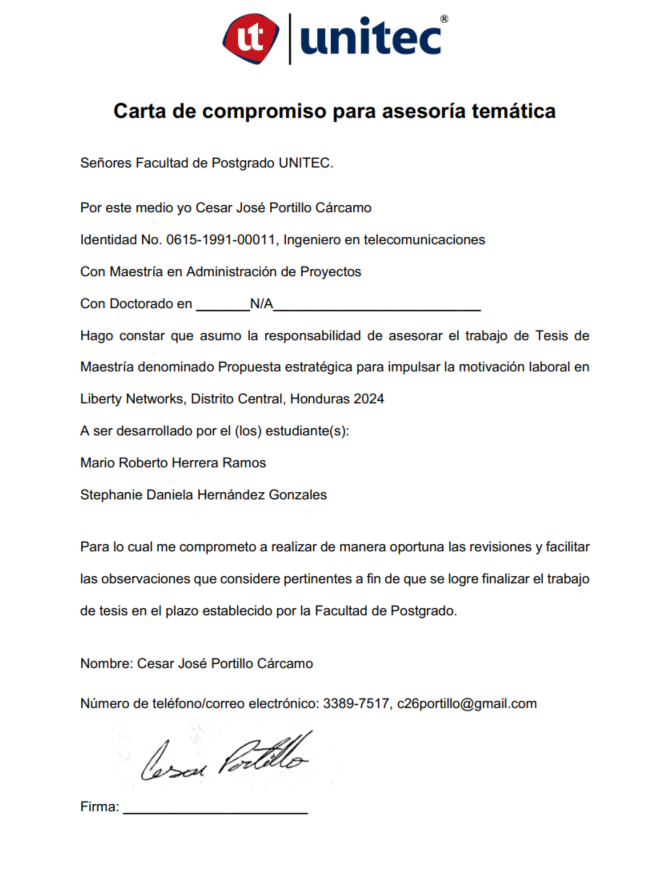 ut unitec®
Carta de compromiso para asesoría temática
Señores Facultad de Postgrado UNITEC.
Por este medio yo Cesar José Portillo Cárcamo
Identidad No. 0615-1991-00011, Ingeniero en telecomunicaciones
Con Maestría en Administración de Proyectos
Con Doctorado en _______N/A___________________________
Hago constar que asumo la responsabilidad de asesorar el trabajo de Tesis de
Maestría denominado Propuesta estratégica para impulsar la motivación laboral en
Liberty Networks, Distrito Central, Honduras 2024
A ser desarrollado por el (los) estudiante(s):
Mario Roberto Herrera Ramos
Stephanie Daniela Hernández Gonzales
Para lo cual me comprometo a realizar de manera oportuna las revisiones y facilitar
las observaciones que considere pertinentes a fin de que se logre finalizar el trabajo
de tesis en el plazo establecido por la Facultad de Postgrado.
Nombre: Cesar José Portillo Cárcamo
Número de teléfono/correo electrónico: 3389-7517, c26portillo@gmail.com
Cesar Portillo
Firma: ________________________